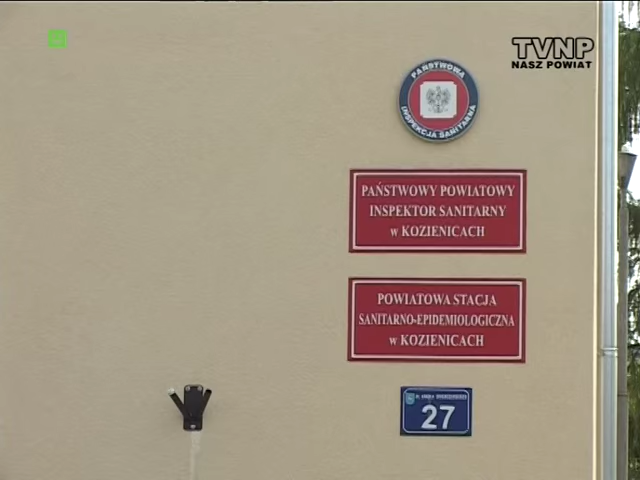 TVNP
NASZ POWIAT
PAŃSTWOWA
INSPEKCJA SANITARNA
PAŃSTWOWY POWIATOWY
INSPEKTOR SANITARNY
w KOZIENICACH
POWIATOWA STACJA
SANITARNO-EPIDEMIOLOGICZNA
w KOZIENICACH
27